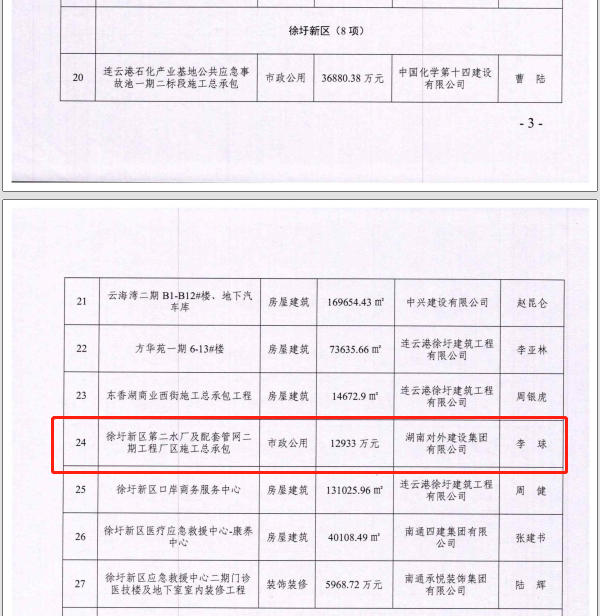 徐圩新区（8 项）
20
连云港石化产业基地公共应急事
故池一期二标段施工总承包
市政公用
36880.38 万元
中国化学第十四建设
有限公司
曹 陆
- 3 -
21
云海湾二期 B1-B12#楼、地下汽
车库
房屋建筑
169654.43 ㎡
中兴建设有限公司
赵昆仑
22
方华苑一期 6-13#楼
房屋建筑
73635.66 ㎡
连云港徐圩建筑工程
有限公司
李亚林
23
东香湖商业西街施工总承包工程
房屋建筑
14672.9 ㎡
连云港徐圩建筑工程
有限公司
周银虎
24
徐圩新区第二水厂及配套管网二
期工程厂区施工总承包
市政公用
12933 万元
湖南对外建设集团
有限公司
李 球
25
徐圩新区口岸商务服务中心
房屋建筑
131025.96 ㎡
连云港徐圩建筑工程
有限公司
周 健
26
徐圩新区医疗应急救援中心-康养
中心
房屋建筑
40108.49 ㎡
南通四建集团有限
公司
张建书
27
徐圩新区应急救援中心二期门诊
医技楼及地下室室内装修工程
装饰装修
5968.72 万元
南通承悦装饰集团
有限公司
陆 辉